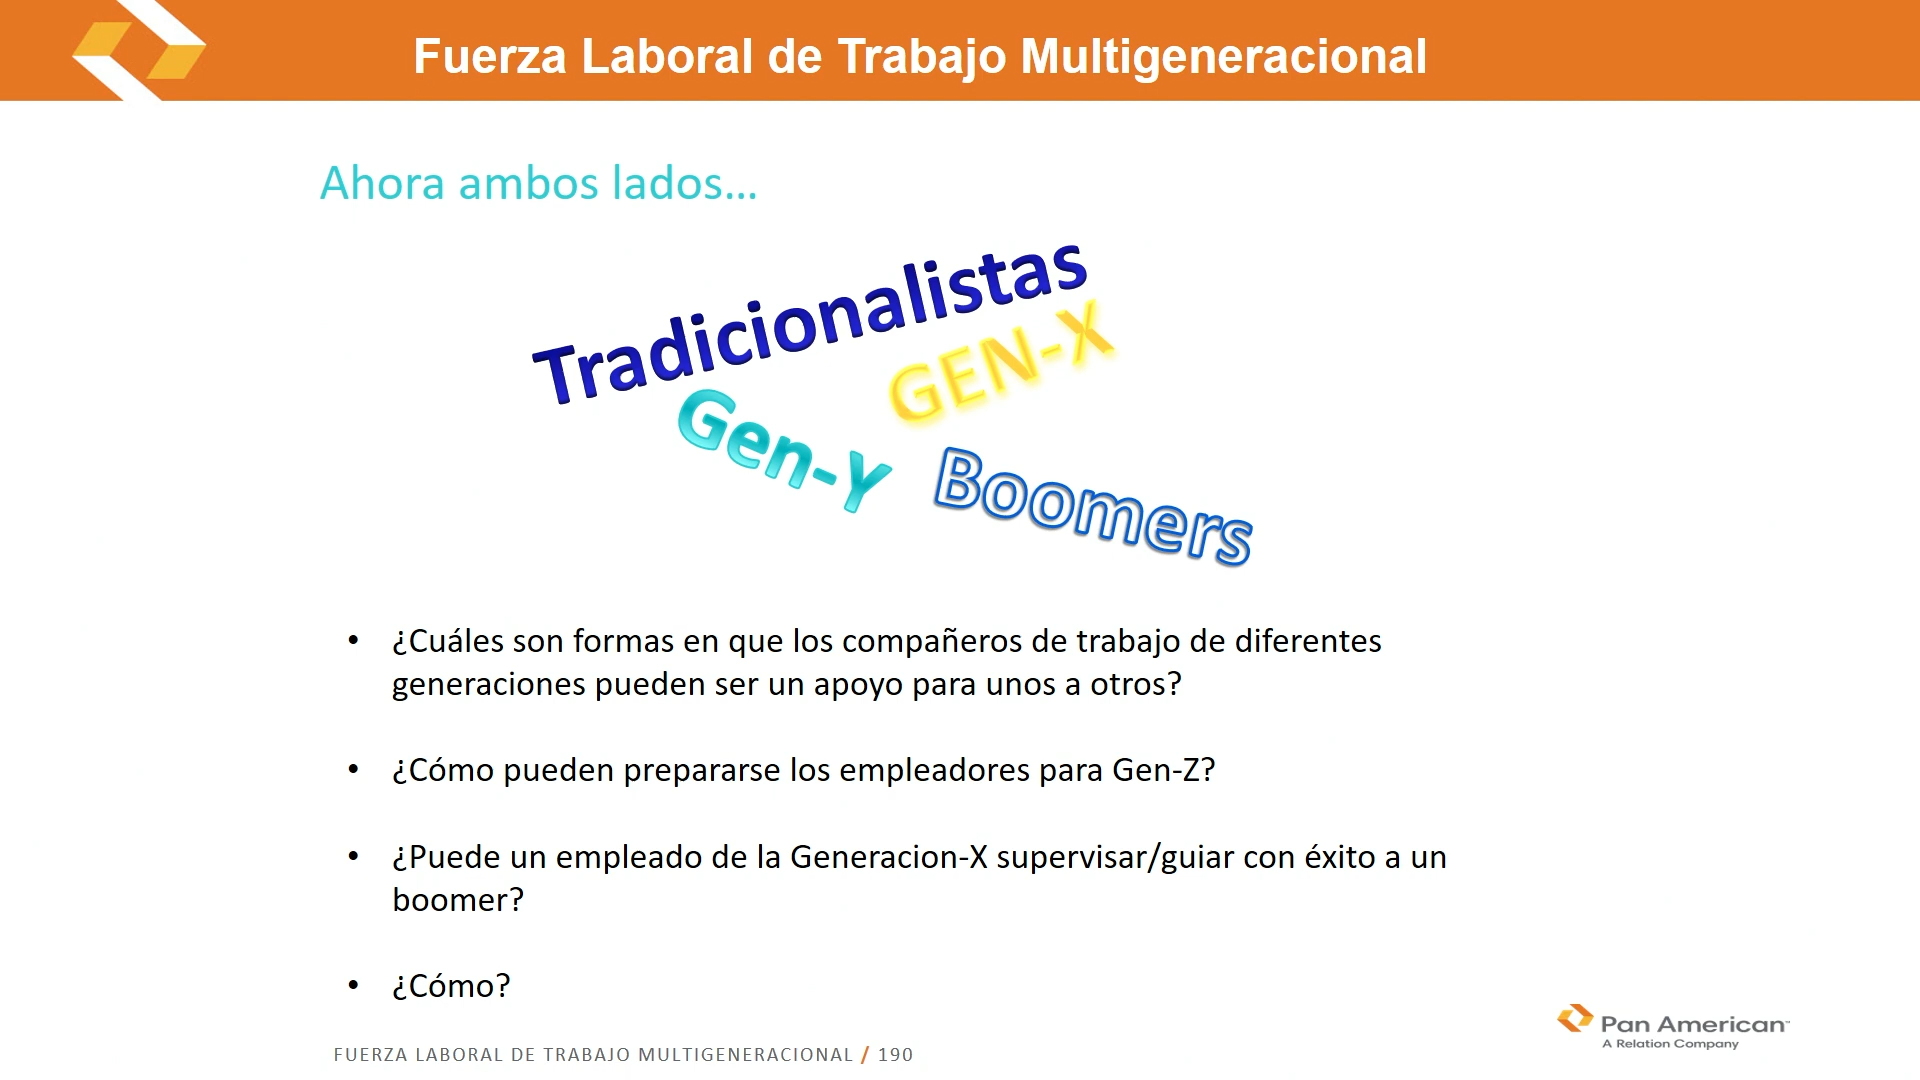 Fuerza Laboral de Trabajo Multigeneracional
Ahora ambos lados...
Tradicionalistas
GEN-X
Gen-Y
Boomers
• ¿Cuáles son formas en que los compañeros de trabajo de diferentes
generaciones pueden ser un apoyo para unos a otros?
• ¿Cómo pueden prepararse los empleadores para Gen-Z?
• ¿Puede un empleado de la Generacion-X supervisar/guiar con éxito a un
boomer?
• ¿Cómo?
Pan American™
A Relation Company
FUERZA LABORAL DE TRABAJO MULTIGENERACIONAL / 190